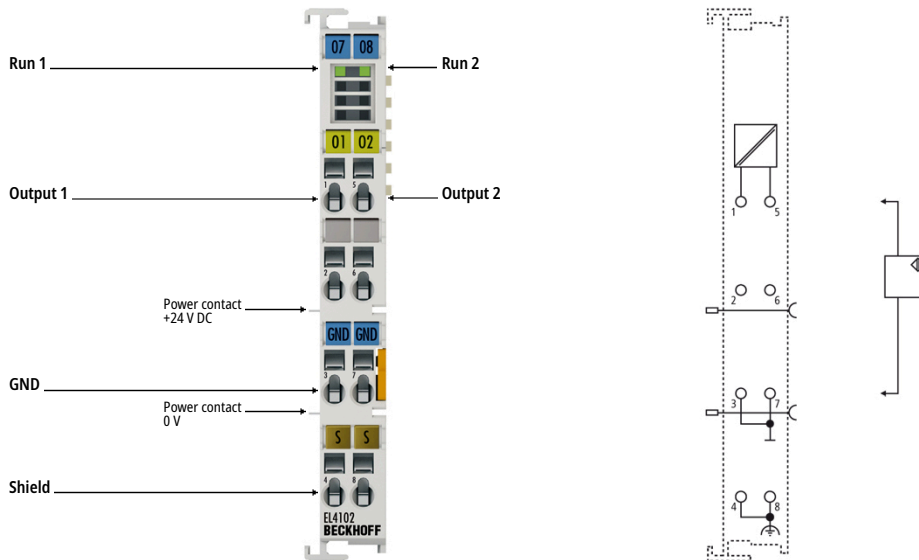 07 08
Run 1
Run 2
01 02
1 5
Output 1
Output 2
2 6
Power contact
+24 V DC
GND GND
3 7
GND
Power contact
0 V
S S
4 8
Shield
EL4102
BECKHOFF
1 5
2 6
3 7
4 8